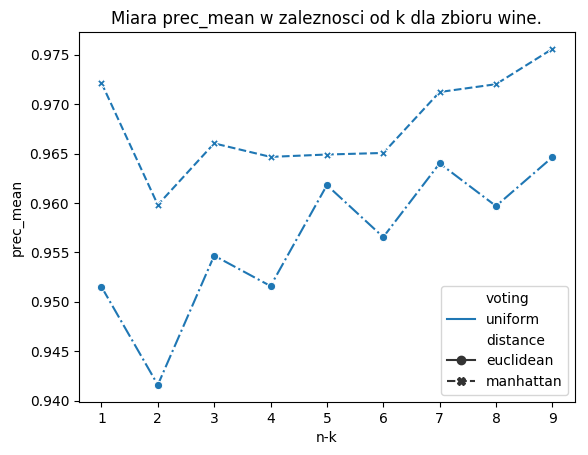 Miara prec_mean w zaleznosci od k dla zbioru wine.
prec_mean
0.975
0.970
0.965
0.960
0.955
0.950
0.945
0.940
voting
uniform
distance
euclidean
manhattan
1 2 3 4 5 6 7 8 9
n-k